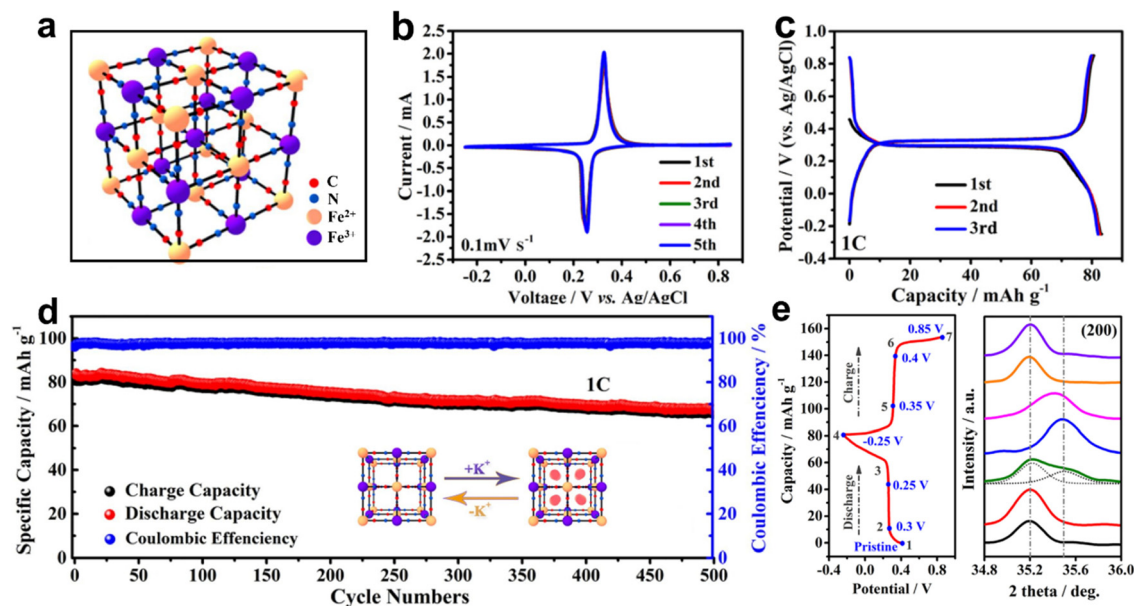 a
C
N
Fe2+
Fe3+
b
2.5
2.0
1.5
1.0
0.5
0.0
-0.5
-1.0
-1.5
-2.0
-2.5
Current / mA
1st
2nd
3rd
4th
5th
0.1mV s-1
-0.2 0.0 0.2 0.4 0.6 0.8
Voltage / V vs. Ag/AgCl
c
1.0
0.8
0.6
0.4
0.2
0.0
-0.2
-0.4
Potential / V (vs. Ag/AgCl)
1st
2nd
3rd
1C
0 20 40 60 80 100
Capacity / mAh g-1
d
100
80
60
40
20
0
Specific Capacity / mAh g-1
1C
+K+
-K+
Charge Capacity
Discharge Capacity
Coulombic Effenciency
100
80
60
40
20
0
Coulombic Effenciency / %
0 50 100 150 200 250 300 350 400 450 500
Cycle Numbers
e
160
140
120
100
80
60
40
20
0
Capacity / mAh g-1
0.85 V
7
6
0.4 V
Charge
5
0.35 V
4
-0.25 V
3
0.25 V
Discharge
2
0.3 V
Pristine
1
-0.4 0.0 0.4 0.8
Potential / V
(200)
Intensity / a.u.
34.8 35.2 35.6 36.0
2 theta / deg.